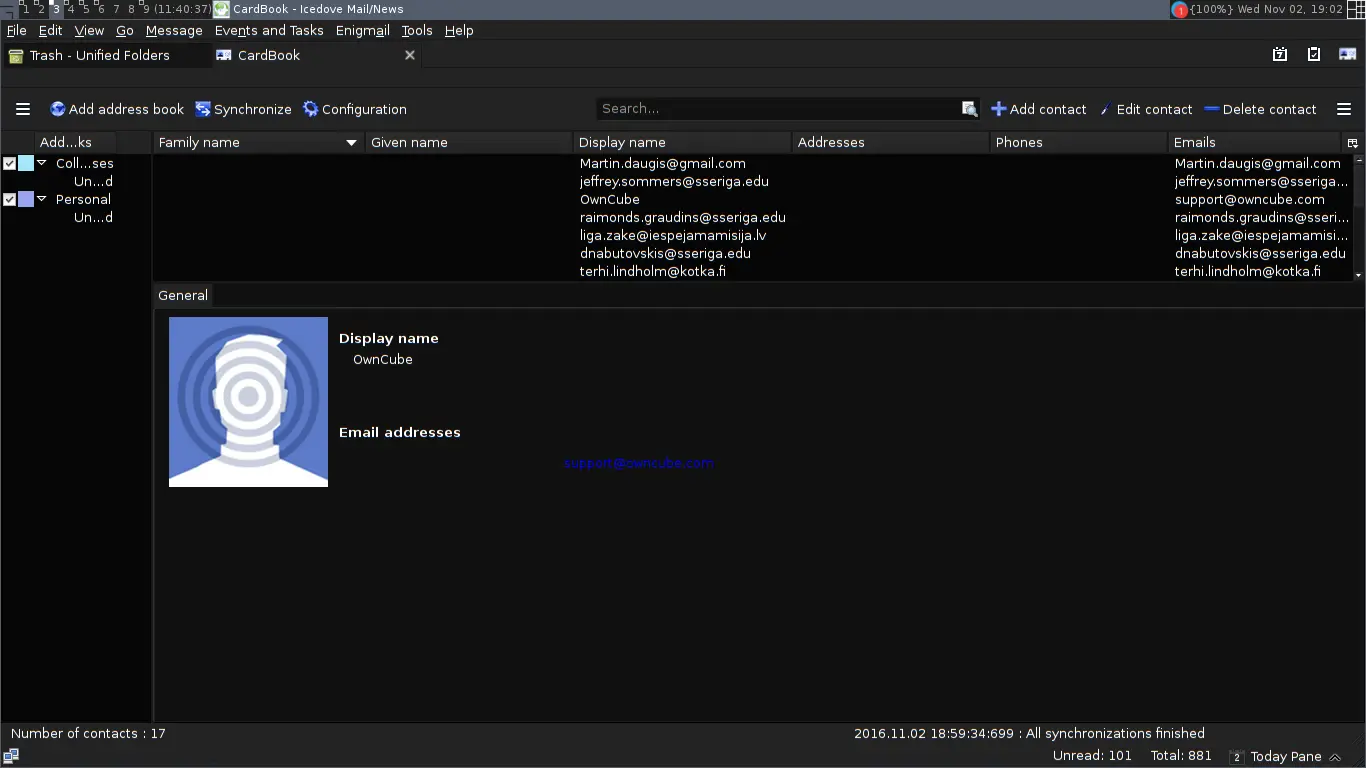 1 2 3 4 5 6 7 8 9 (11:40:37) CardBook - Icedove Mail/News 1 {100%} Wed Nov 02, 19:02
File Edit View Go Message Events and Tasks Enigmail Tools Help
Trash - Unified Folders CardBook
Add address book Synchronize Configuration Search... Add contact Edit contact Delete contact
Add...ks Family name Given name Display name Addresses Phones Emails
Coll...ses Martin.daugis@gmail.com Martin.daugis@gmail.com
Un...d jeffrey.sommers@sseriga.edu jeffrey.sommers@sseriga...
Personal OwnCube support@owncube.com
Un...d raimonds.graudins@sseriga.edu raimonds.graudins@sseri...
liga.zake@iespejamamisija.lv liga.zake@iespejamamisi...
dnabutovskis@sseriga.edu dnabutovskis@sseriga.edu
terhi.lindholm@kotka.fi terhi.lindholm@kotka.fi
General
Display name
OwnCube
Email addresses
support@owncube.com
Number of contacts : 17 2016.11.02 18:59:34:699 : All synchronizations finished
Unread: 101 Total: 881 2 Today Pane